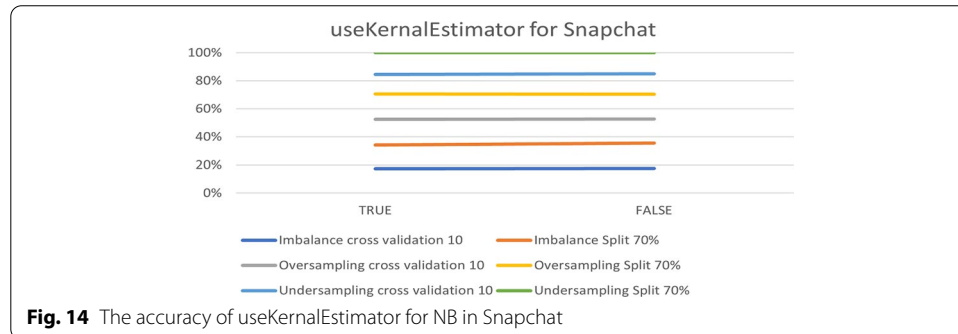 useKernalEstimator for Snapchat
100%
80%
60%
40%
20%
0%
TRUE FALSE
Imbalance cross validation 10 Imbalance Split 70%
Oversampling cross validation 10 Oversampling Split 70%
Undersampling cross validation 10 Undersampling Split 70%
Fig. 14 The accuracy of useKernalEstimator for NB in Snapchat